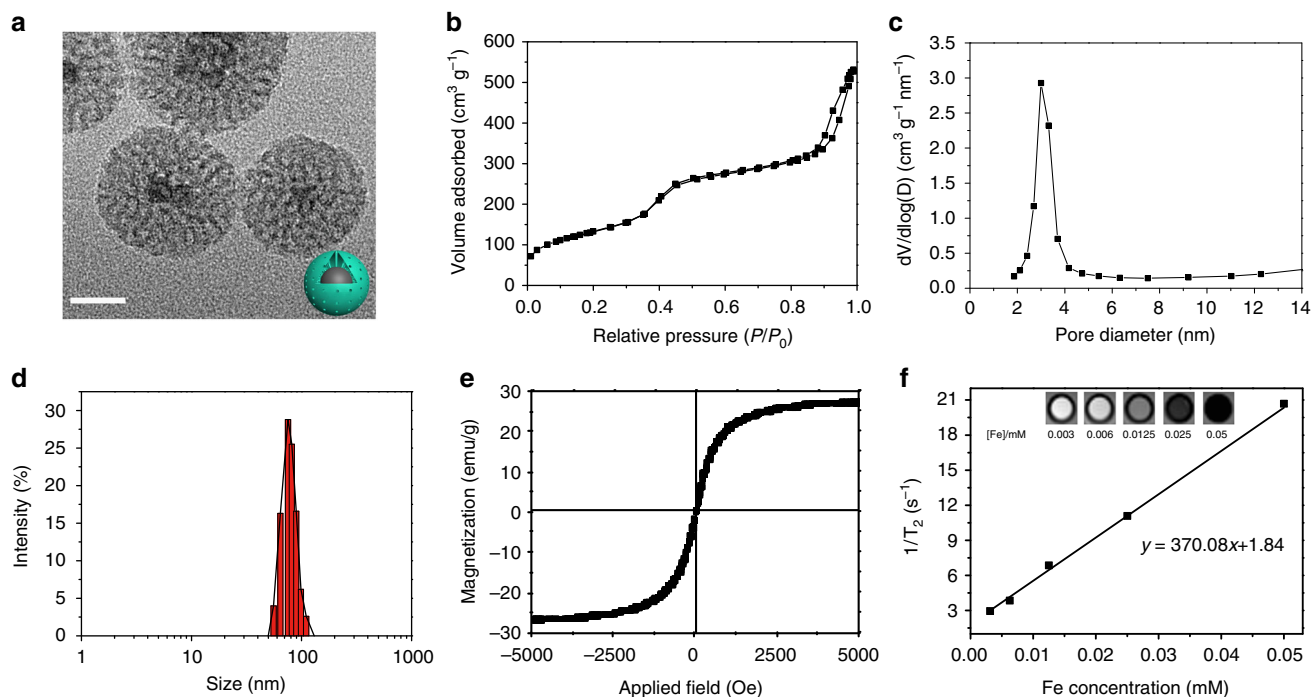 a
b
600
500
400
300
200
100
0
Volume adsorbed (cm³ g⁻¹)
0.0 0.2 0.4 0.6 0.8 1.0
Relative pressure (P/P₀)
c
3.5
3.0
2.5
2.0
1.5
1.0
0.5
0.0
dV/dlog(D) (cm³ g⁻¹ nm⁻¹)
0 2 4 6 8 10 12 14
Pore diameter (nm)
d
30
25
20
15
10
5
0
Intensity (%)
1 10 100 1000
Size (nm)
e
30
20
10
0
−10
−20
−30
Magnetization (emu/g)
−5000 −2500 0 2500 5000
Applied field (Oe)
f
21
18
15
12
9
6
3
1/T₂ (s⁻¹)
[Fe]/mM 0.003 0.006 0.0125 0.025 0.05
y = 370.08x+1.84
0.00 0.01 0.02 0.03 0.04 0.05
Fe concentration (mM)